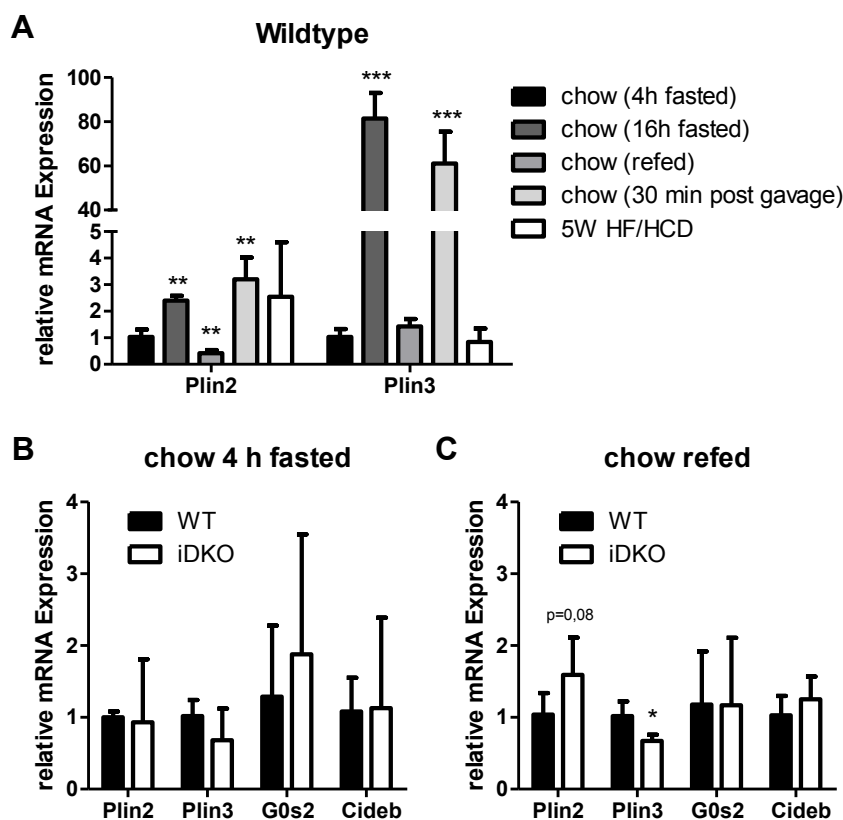 A
Wildtype
relative mRNA Expression
100
80
60
40
5
4
3
2
1
0
***
***
**
**
**
Plin2
Plin3
chow (4h fasted)
chow (16h fasted)
chow (refed)
chow (30 min post gavage)
5W HF/HCD
B
chow 4 h fasted
relative mRNA Expression
4
3
2
1
0
WT
iDKO
Plin2
Plin3
G0s2
Cideb
C
chow refed
relative mRNA Expression
4
3
2
1
0
WT
iDKO
p=0,08
*
Plin2
Plin3
G0s2
Cideb